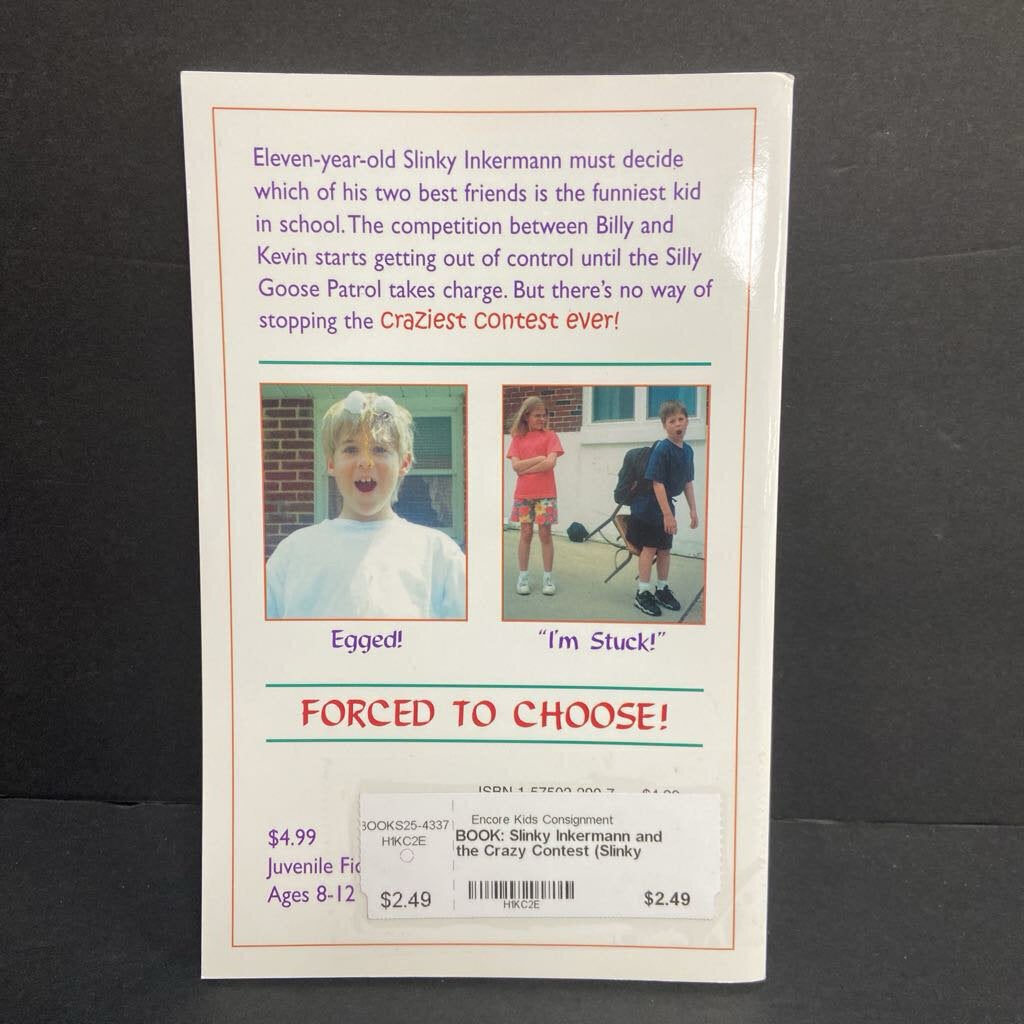 Eleven-year-old Slinky Inkermann must decide
which of his two best friends is the funniest kid
in school. The competition between Billy and
Kevin starts getting out of control until the Silly
Goose Patrol takes charge. But there's no way of
stopping the craziest contest ever!
Egged!
"I'm Stuck!"
FORCED TO CHOOSE!
ISBN
$4.99
Juvenile
Ages 8-12
BOOKS25-4337
H1KC2E
$2.49
Encore Kids Consignment
BOOK: Slinky Inkermann and
the Crazy Contest (Slinky
H1KC2E
$2.49